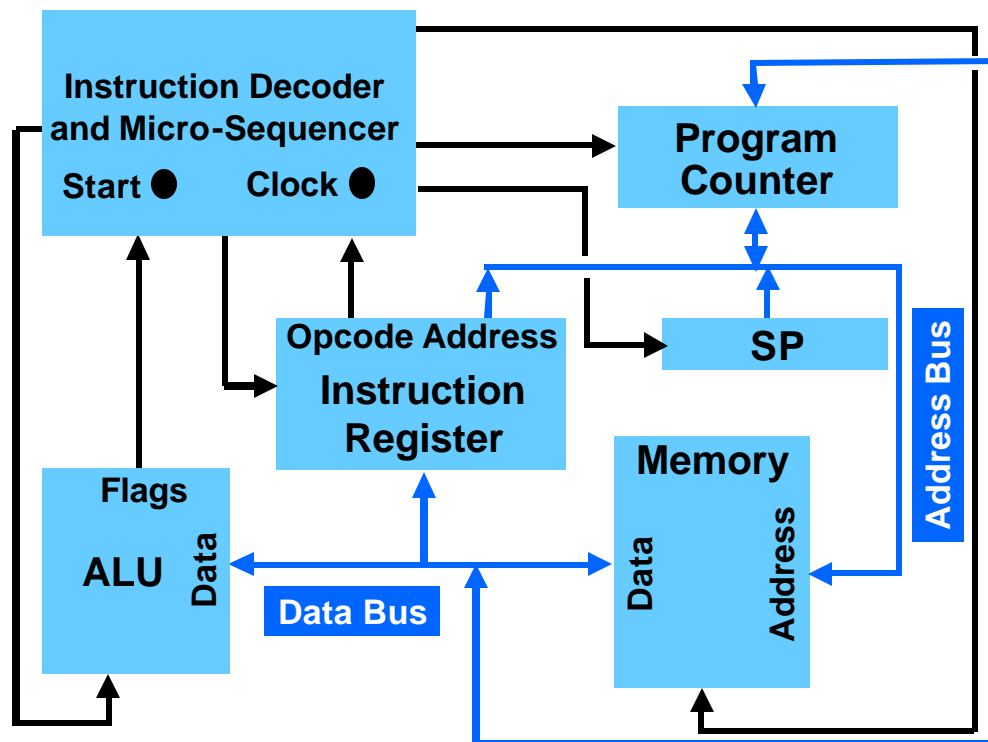 Instruction Decoder
and Micro-Sequencer
Start
Clock
Program
Counter
Opcode Address
Instruction
Register
SP
Address Bus
Memory
Data
Address
Flags
ALU
Data
Data Bus